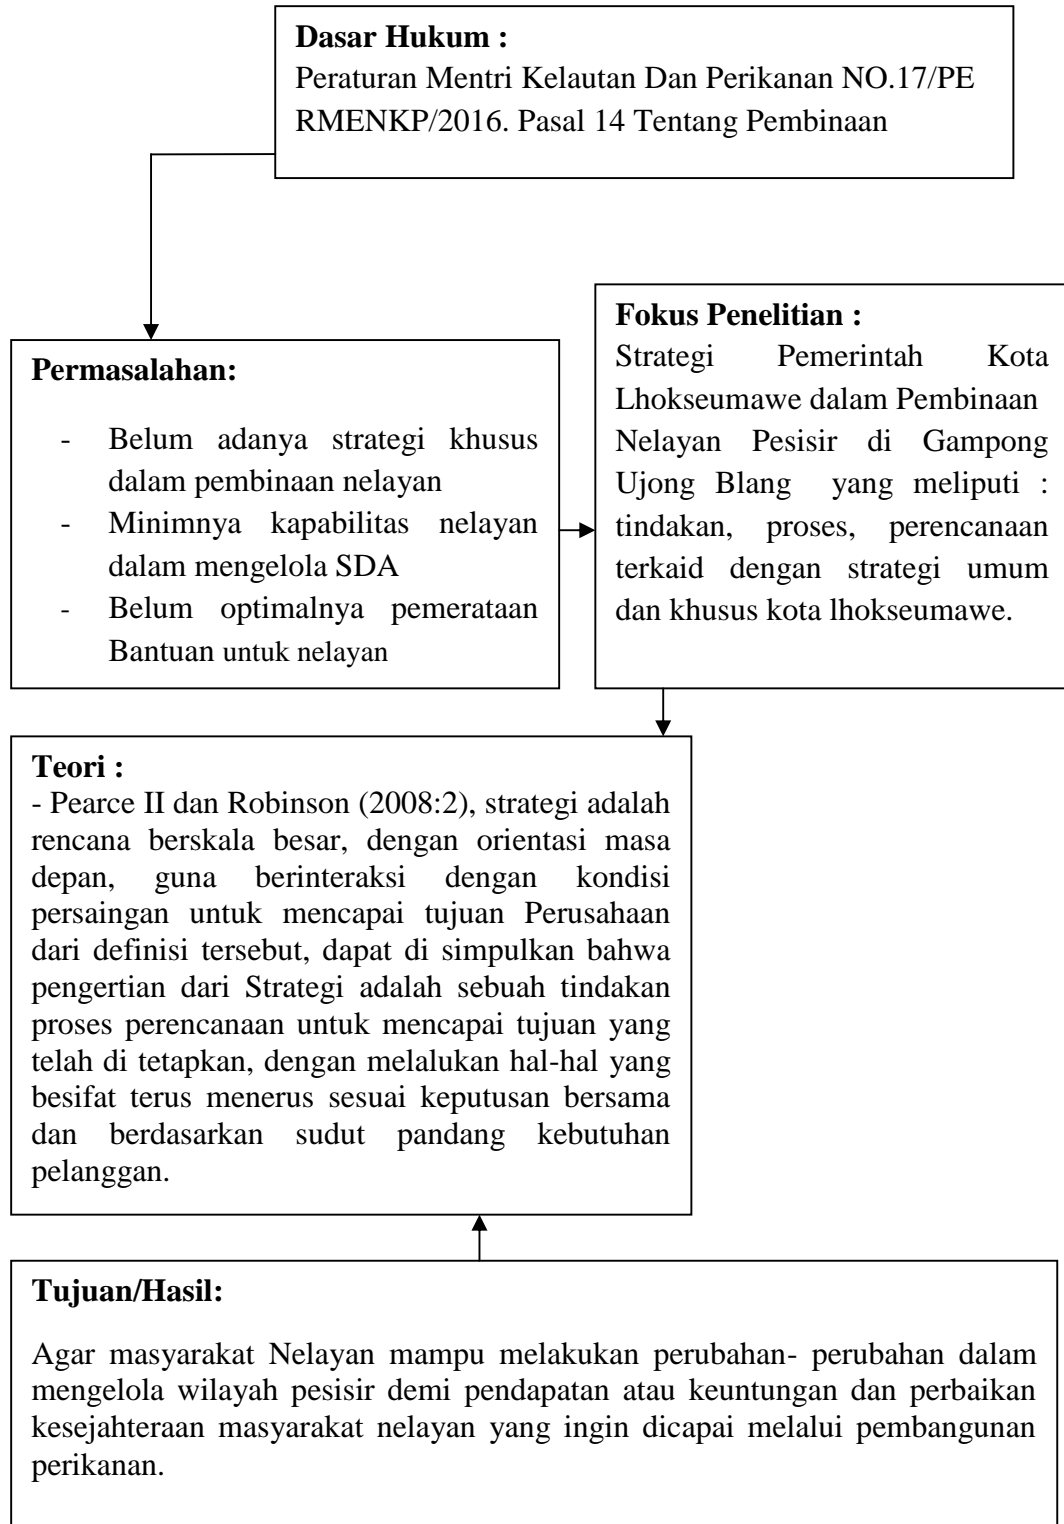 Dasar Hukum :
Peraturan Mentri Kelautan Dan Perikanan NO.17/PE
RMENKP/2016. Pasal 14 Tentang Pembinaan
Permasalahan:
- Belum adanya strategi khusus
dalam pembinaan nelayan
- Minimnya kapabilitas nelayan
dalam mengelola SDA
- Belum optimalnya pemerataan
Bantuan untuk nelayan
Fokus Penelitian :
Strategi Pemerintah Kota
Lhokseumawe dalam Pembinaan
Nelayan Pesisir di Gampong
Ujong Blang yang meliputi :
tindakan, proses, perencanaan
terkaid dengan strategi umum
dan khusus kota lhokseumawe.
Teori :
- Pearce II dan Robinson (2008:2), strategi adalah
rencana berskala besar, dengan orientasi masa
depan, guna berinteraksi dengan kondisi
persaingan untuk mencapai tujuan Perusahaan
dari definisi tersebut, dapat di simpulkan bahwa
pengertian dari Strategi adalah sebuah tindakan
proses perencanaan untuk mencapai tujuan yang
telah di tetapkan, dengan melalukan hal-hal yang
besifat terus menerus sesuai keputusan bersama
dan berdasarkan sudut pandang kebutuhan
pelanggan.
Tujuan/Hasil:
Agar masyarakat Nelayan mampu melakukan perubahan- perubahan dalam
mengelola wilayah pesisir demi pendapatan atau keuntungan dan perbaikan
kesejahteraan masyarakat nelayan yang ingin dicapai melalui pembangunan
perikanan.